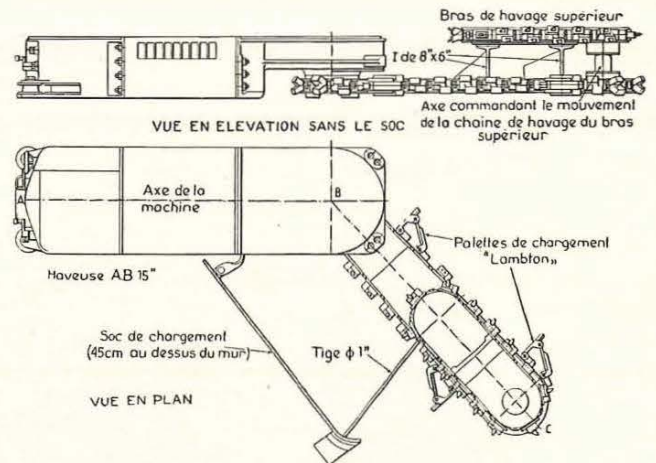 Bras de havage supérieur
I de 8"x6"
Axe commandant le mouvement
de la chaine de havage du bras
supérieur
VUE EN ELEVATION SANS LE SOC
Axe de la
machine
A
B
Palettes de chargement
"Lambton„
Haveuse AB 15"
Soc de chargement
(45cm au dessus du mur)
Tige ϕ 1"
VUE EN PLAN
C